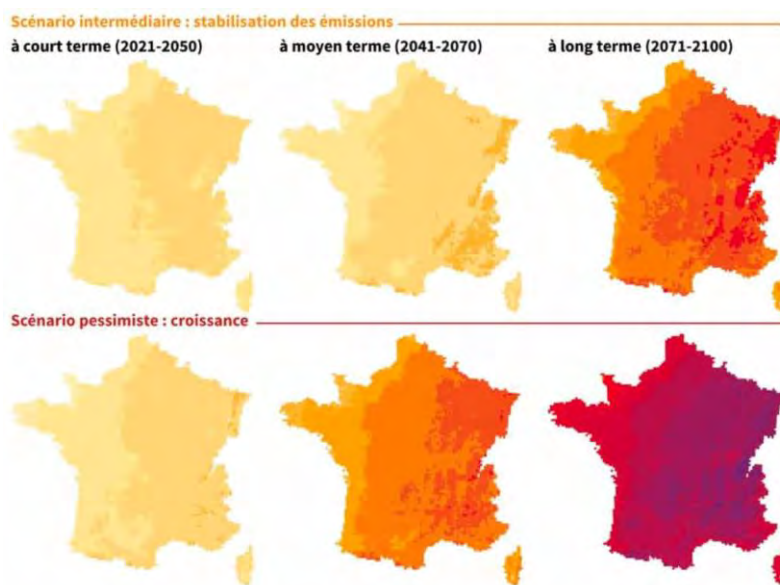 Scénario intermédiaire : stabilisation des émissions
à court terme (2021-2050) à moyen terme (2041-2070) à long terme (2071-2100)
Scénario pessimiste : croissance